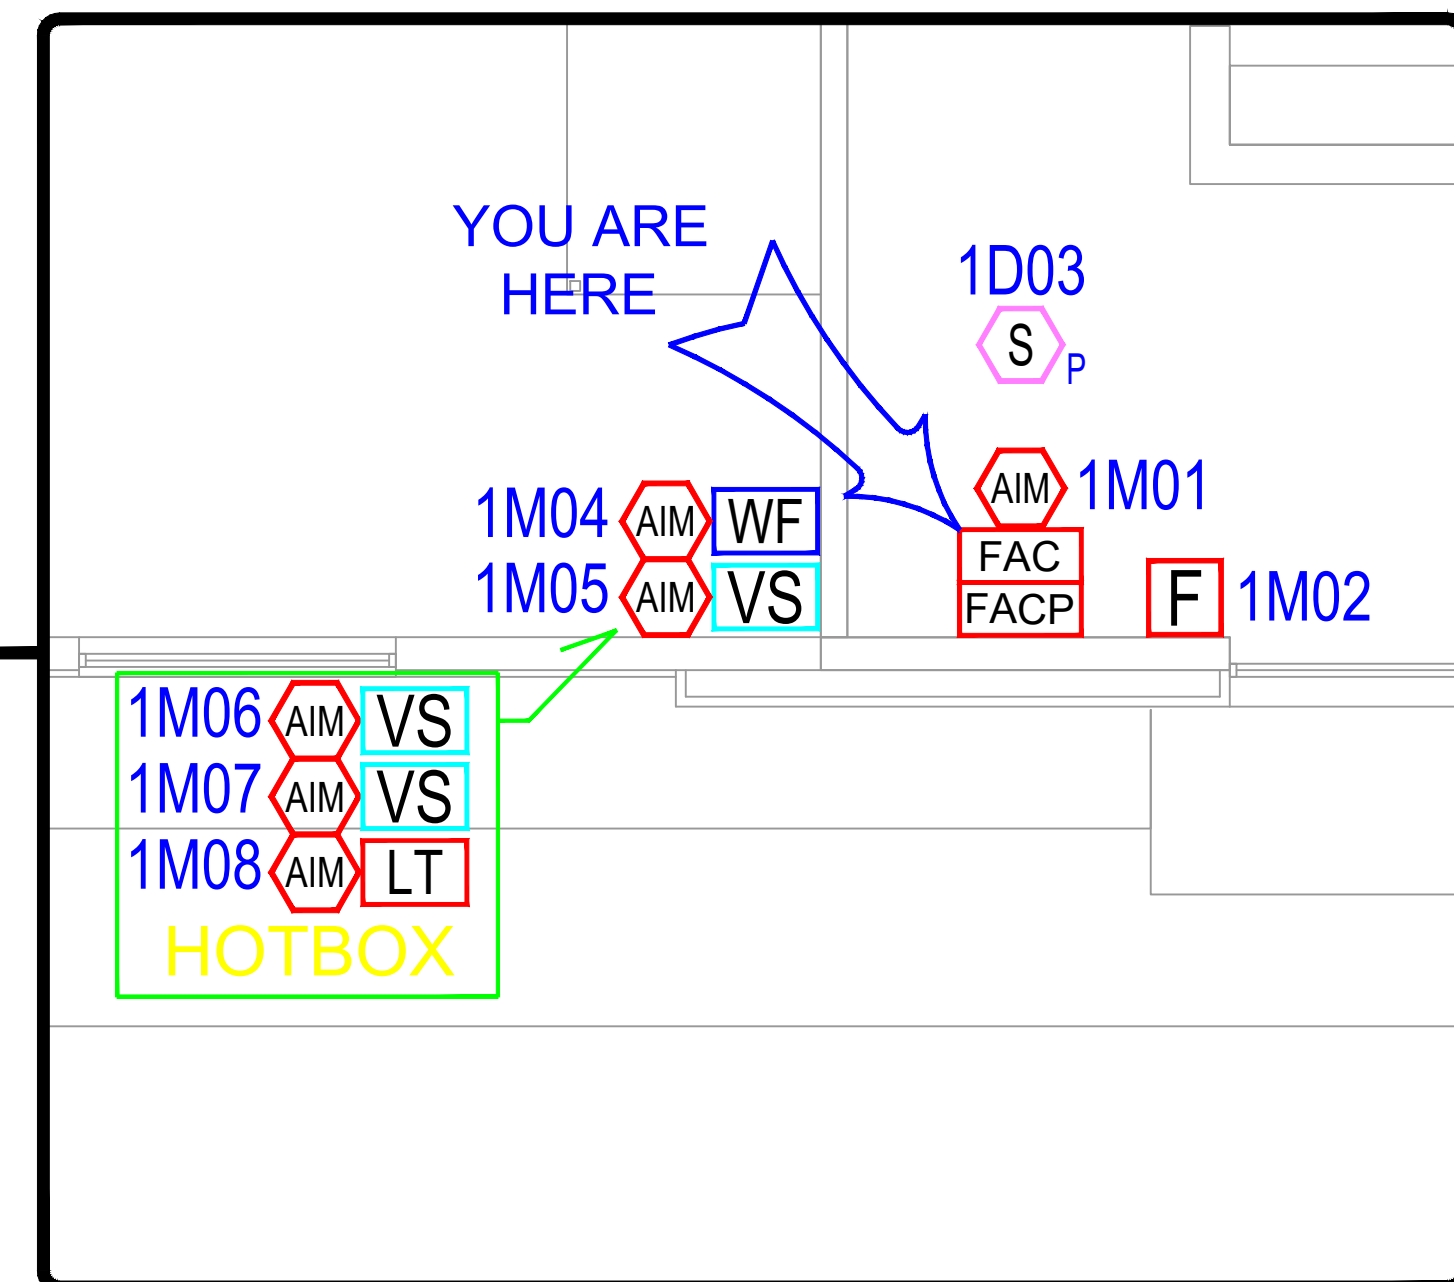 YOU ARE
HERE
1D03
S P
AIM 1M01
FAC
FACP
F 1M02
1M04 AIM WF
1M05 AIM VS
1M06 AIM VS
1M07 AIM VS
1M08 AIM LT
HOTBOX